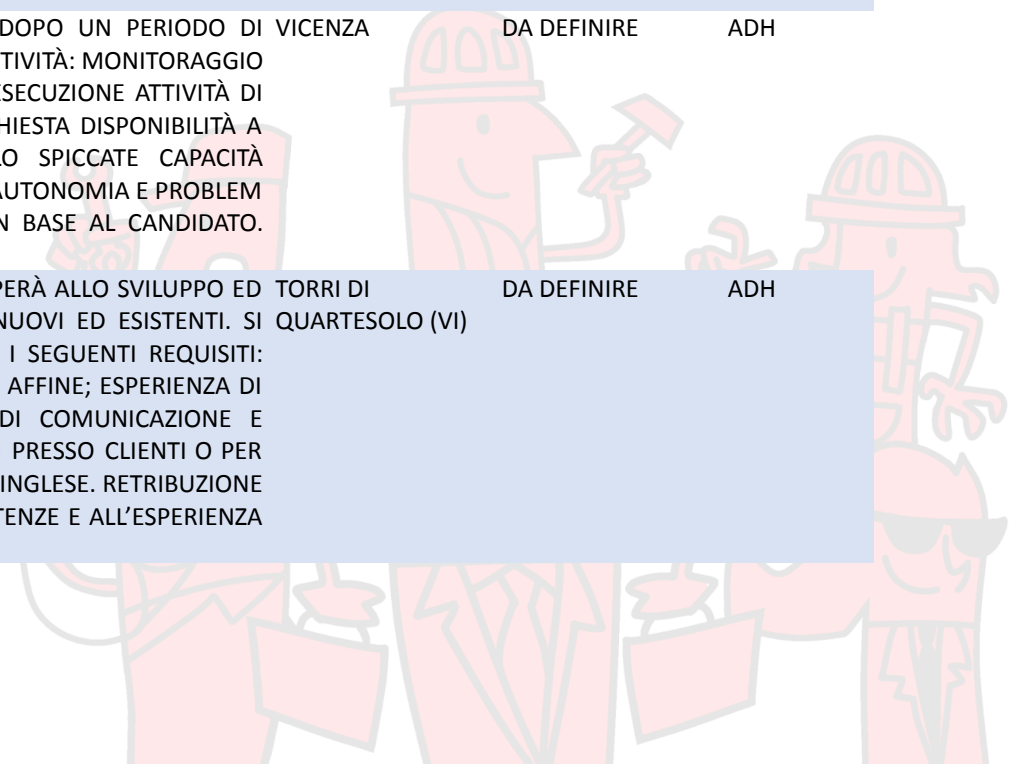 DOPO UN PERIODO DI VICENZA DA DEFINIRE ADH
TIVITÀ: MONITORAGGIO
SECUZIONE ATTIVITÀ DI
HIESTA DISPONIBILITÀ A
LO SPICCATE CAPACITÀ
AUTONOMIA E PROBLEM
N BASE AL CANDIDATO.
PERÀ ALLO SVILUPPO ED TORRI DI DA DEFINIRE ADH
NUOVI ED ESISTENTI. SI QUARTESOLO (VI)
I SEGUENTI REQUISITI:
AFFINE; ESPERIENZA DI
DI COMUNICAZIONE E
PRESSO CLIENTI O PER
INGLESE. RETRIBUZIONE
TENZE E ALL’ESPERIENZA